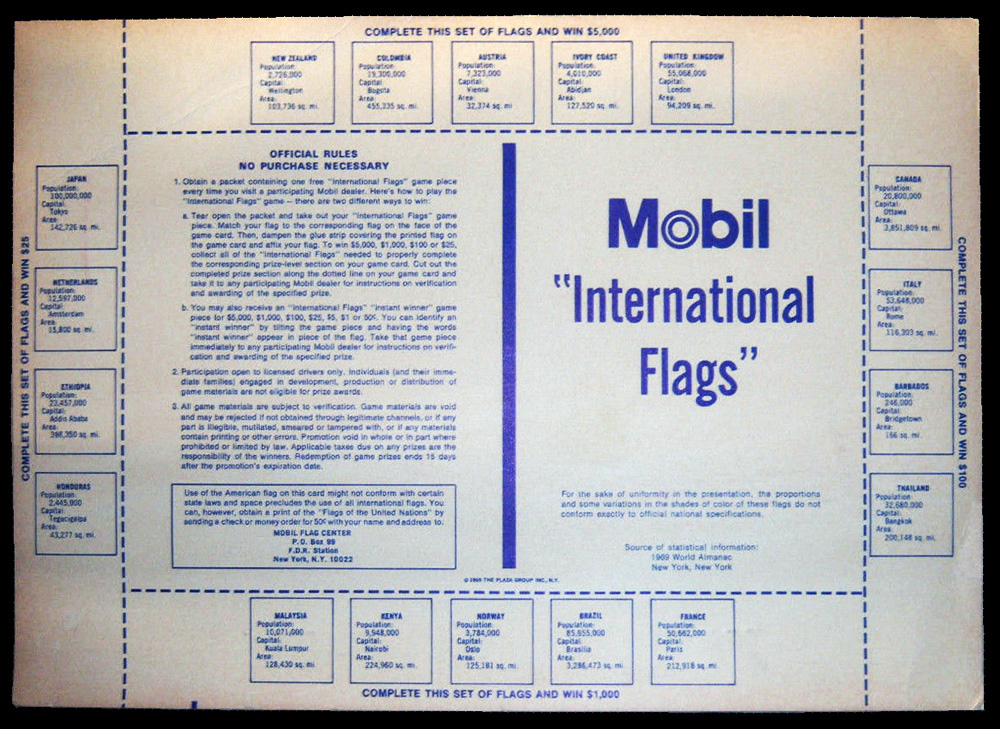 COMPLETE THIS SET OF FLAGS AND WIN $5,000
NEW ZEALAND
Population:
2,726,000
Capital:
Wellington
Area:
103,736 sq. mi.
COLOMBIA
Population:
19,300,000
Capital:
Bogota
Area:
455,335 sq. mi.
AUSTRIA
Population:
7,323,000
Capital:
Vienna
Area:
32,374 sq. mi.
IVORY COAST
Population:
4,010,000
Capital:
Abidjan
Area:
127,520 sq. mi.
UNITED KINGDOM
Population:
55,068,000
Capital:
London
Area:
94,209 sq. mi.
COMPLETE THIS SET OF FLAGS AND WIN $25
JAPAN
Population:
100,000,000
Capital:
Tokyo
Area:
142,726 sq. mi.
NETHERLANDS
Population:
12,597,000
Capital:
Amsterdam
Area:
15,800 sq. mi.
ETHIOPIA
Population:
23,457,000
Capital:
Addis Ababa
Area:
398,350 sq. mi.
HONDURAS
Population:
2,445,000
Capital:
Tegucigalpa
Area:
43,277 sq. mi.
OFFICIAL RULES
NO PURCHASE NECESSARY
1. Obtain a packet containing one free "International Flags" game piece
every time you visit a participating Mobil dealer. Here's how to play the
"International Flags" game — there are two different ways to win:
a. Tear open the packet and take out your "International Flags" game
piece. Match your flag to the corresponding flag on the face of the
game card. Then, dampen the glue strip covering the printed flag on
the game card and affix your flag. To win $5,000, $1,000, $100 or $25,
collect all of the "International Flags" needed to properly complete
the corresponding prize-level section on your game card. Cut out the
completed prize section along the dotted line on your game card and
take it to any participating Mobil dealer for instructions on verification
and awarding of the specified prize.
b. You may also receive an "International Flags" "instant winner" game
piece for $5,000, $1,000, $100, $25, $5, $1 or 50¢. You can identify an
"instant winner" by tilting the game piece and having the words
"instant winner" appear in place of the flag. Take that game piece
immediately to any participating Mobil dealer for instructions on verifi-
cation and awarding of the specified prize.
2. Participation open to licensed drivers only. Individuals (and their imme-
diate families) engaged in development, production or distribution of
game materials are not eligible for prize awards.
3. All game materials are subject to verification. Game materials are void
and may be rejected if not obtained through legitimate channels, or if any
part is illegible, mutilated, smeared or tampered with, or if any materials
contain printing or other errors. Promotion void in whole or in part where
prohibited or limited by law. Applicable taxes due on any prizes are the
responsibility of the winners. Redemption of game prizes ends 15 days
after the promotion's expiration date.
Use of the American flag on this card might not conform with certain
state laws and space precludes the use of all international flags. You
can, however, obtain a print of the "Flags of the United Nations" by
sending a check or money order for 50¢ with your name and address to:
MOBIL FLAG CENTER
P.O. Box 99
F.D.R. Station
New York, N.Y. 10022
Mobil
"International
Flags"
For the sake of uniformity in the presentation, the proportions
and some variations in the shades of color of these flags do not
conform exactly to official national specifications.
Source of statistical information:
1969 World Almanac
New York, New York
© 1969 THE PLAZA GROUP INC., N.Y.
CANADA
Population:
20,800,000
Capital:
Ottawa
Area:
3,851,809 sq. mi.
ITALY
Population:
53,648,000
Capital:
Rome
Area:
116,303 sq. mi.
BARBADOS
Population:
246,000
Capital:
Bridgetown
Area:
166 sq. mi.
THAILAND
Population:
32,680,000
Capital:
Bangkok
Area:
200,148 sq. mi.
COMPLETE THIS SET OF FLAGS AND WIN $100
MALAYSIA
Population:
10,071,000
Capital:
Kuala Lumpur
Area:
128,430 sq. mi.
KENYA
Population:
9,948,000
Capital:
Nairobi
Area:
224,960 sq. mi.
NORWAY
Population:
3,784,000
Capital:
Oslo
Area:
125,181 sq. mi.
BRAZIL
Population:
85,655,000
Capital:
Brasilia
Area:
3,286,473 sq. mi.
FRANCE
Population:
50,662,000
Capital:
Paris
Area:
212,918 sq. mi.
COMPLETE THIS SET OF FLAGS AND WIN $1,000